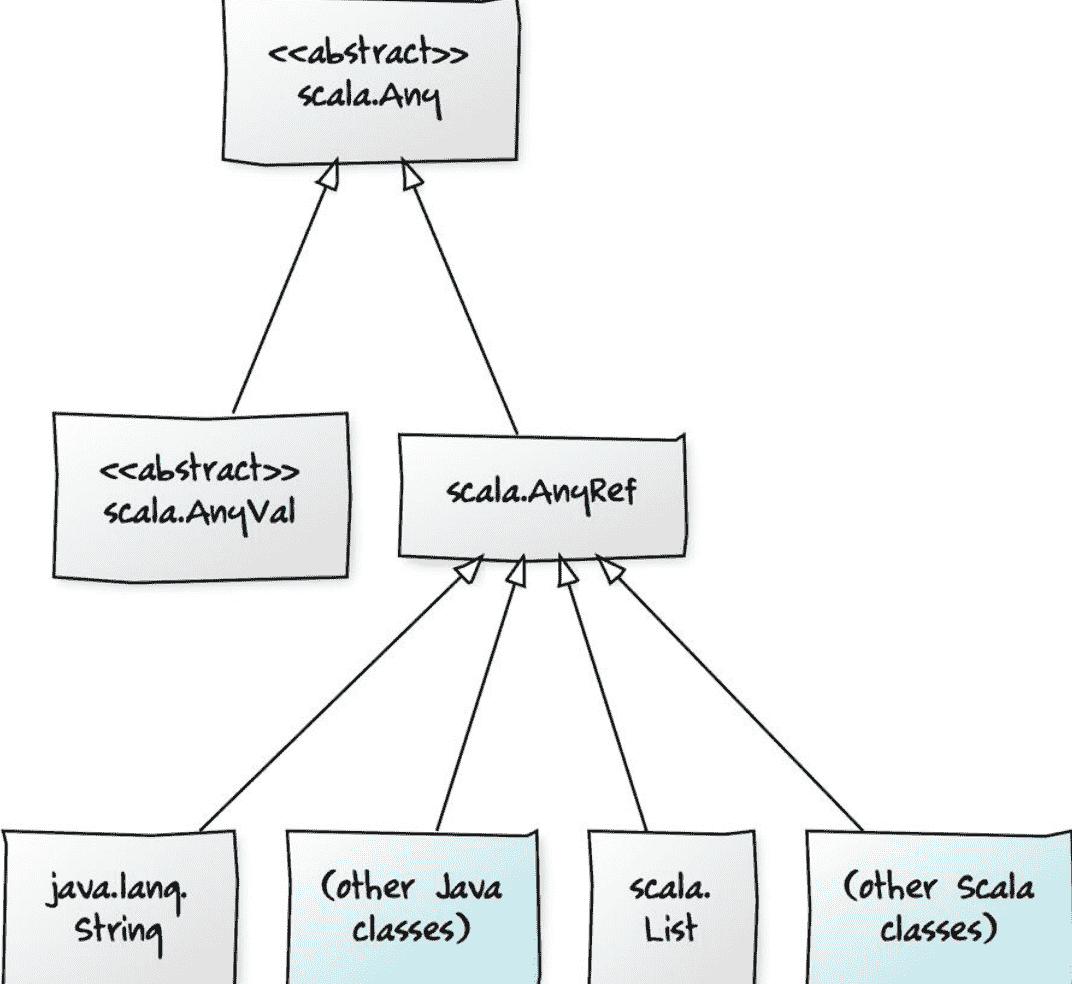 <<abstract>>
scala.Any
<<abstract>>
scala.AnyVal
scala.AnyRef
java.lang.
String
(other Java
classes)
scala.
List
(other Scala
classes)